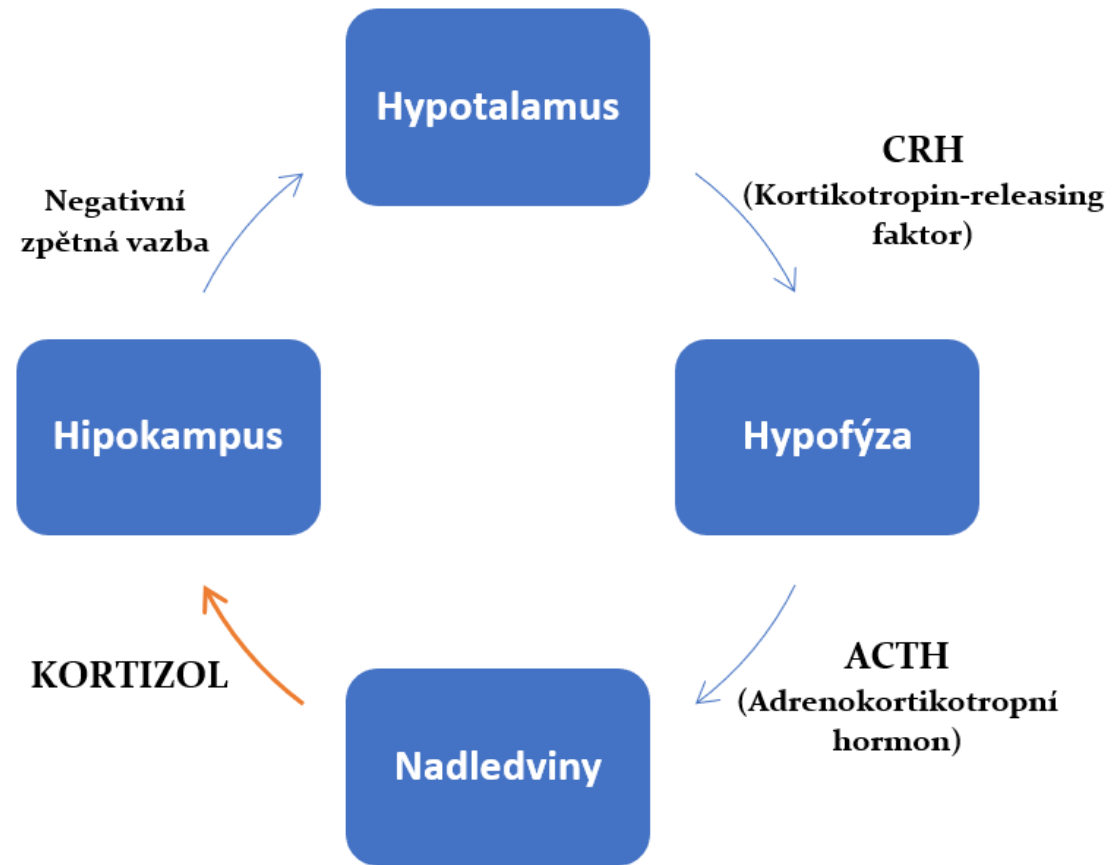 Hypotalamus
CRH
(Kortikotropin-releasing
faktor)
Negativní
zpětná vazba
Hipokampus
Hypofýza
KORTIZOL
ACTH
(Adrenokortikotropní
hormon)
Nadledviny